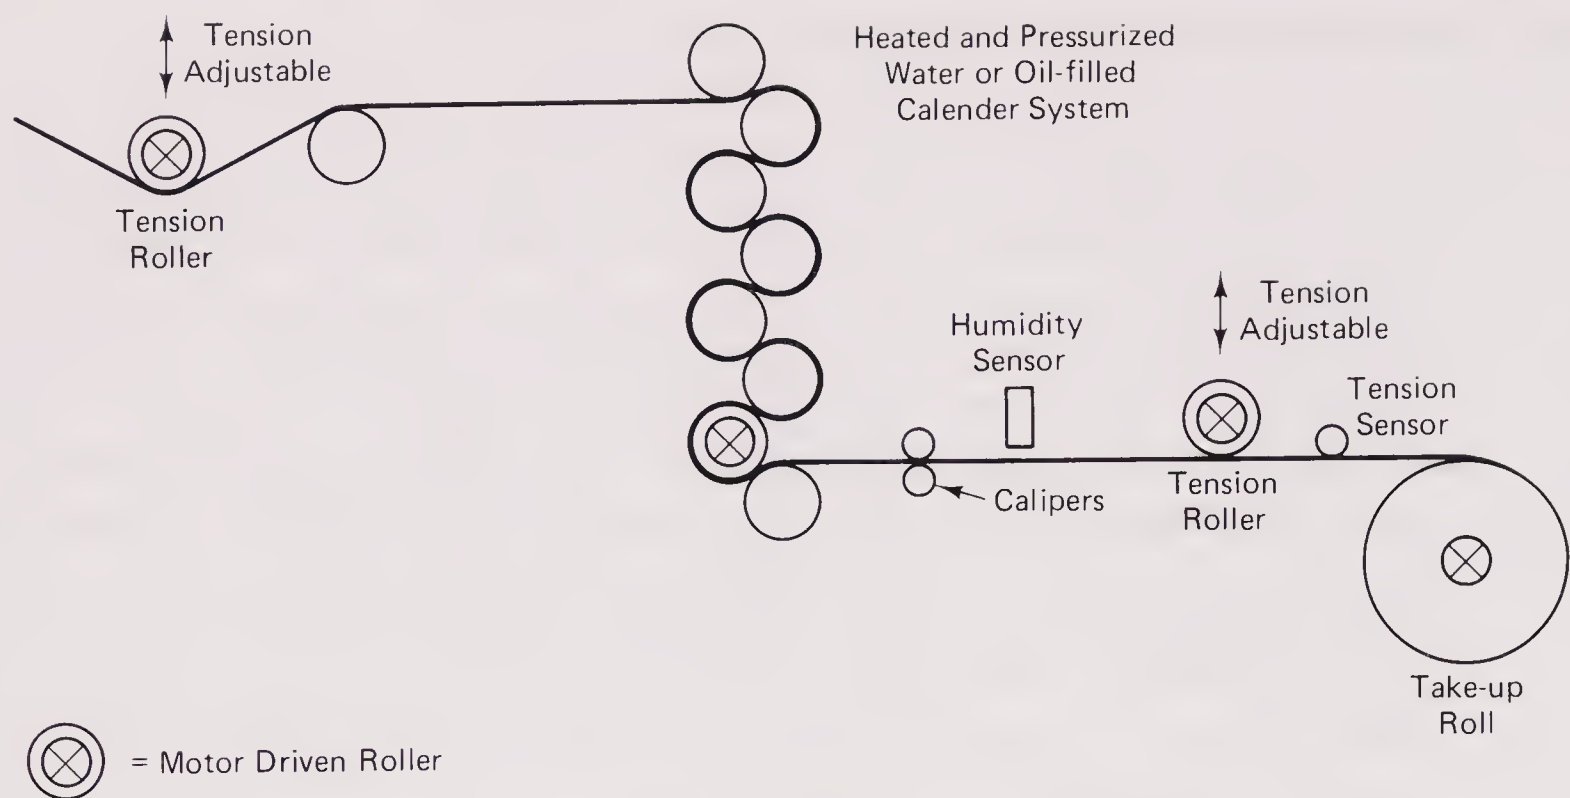 Tension
Adjustable
Heated and Pressurized
Water or Oil-filled
Calender System
Tension
Roller
Humidity
Sensor
Tension
Adjustable
Tension
Sensor
Calipers
Tension
Roller
Take-up
Roll
= Motor Driven Roller